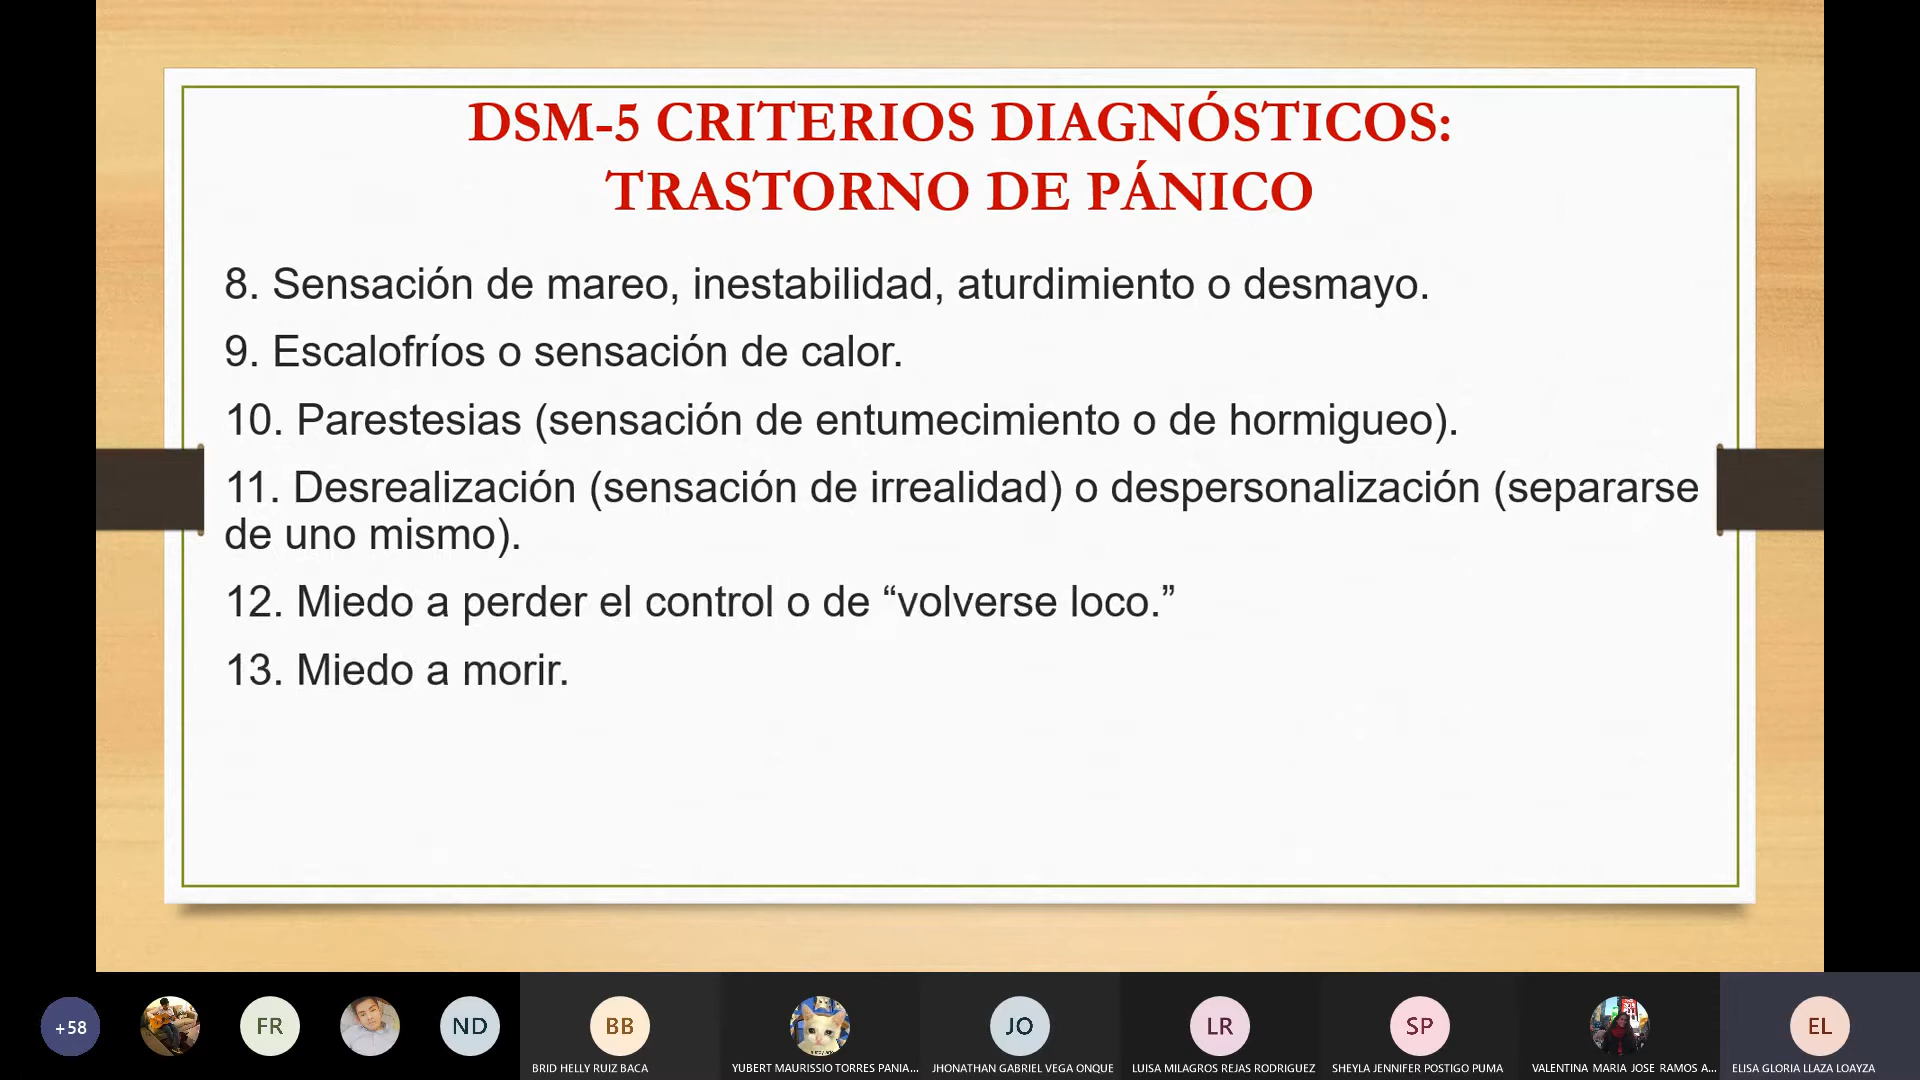 DSM-5 CRITERIOS DIAGNÓSTICOS:
TRASTORNO DE PÁNICO
8. Sensación de mareo, inestabilidad, aturdimiento o desmayo.
9. Escalofríos o sensación de calor.
10. Parestesias (sensación de entumecimiento o de hormigueo).
11. Desrealización (sensación de irrealidad) o despersonalización (separarse
de uno mismo).
12. Miedo a perder el control o de “volverse loco.”
13. Miedo a morir.
+58
FR
ND
BB
JO
LR
SP
EL
BRID HELLY RUIZ BACA
YUBERT MAURISSIO TORRES PANIA...
JHONATHAN GABRIEL VEGA ONQUE
LUISA MILAGROS REJAS RODRIGUEZ
SHEYLA JENNIFER POSTIGO PUMA
VALENTINA MARIA JOSE RAMOS A...
ELISA GLORIA LLAZA LOAYZA